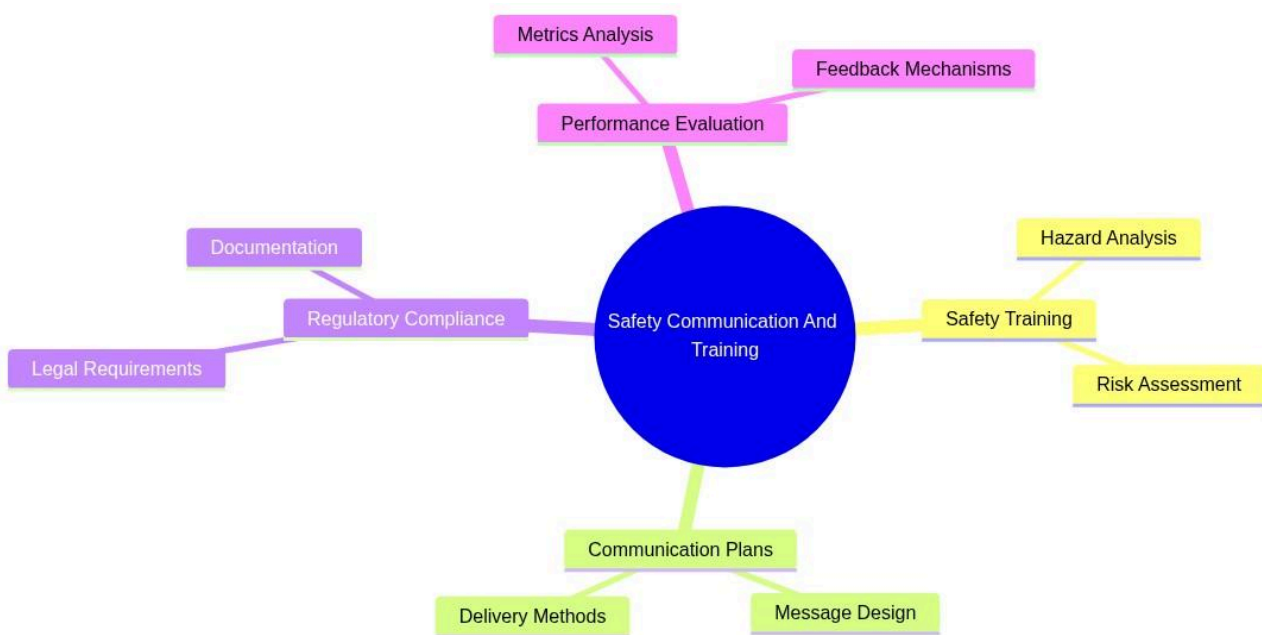 Metrics Analysis
Feedback Mechanisms
Performance Evaluation
Documentation
Hazard Analysis
Regulatory Compliance
Safety Communication And
Training
Safety Training
Legal Requirements
Risk Assessment
Communication Plans
Delivery Methods
Message Design